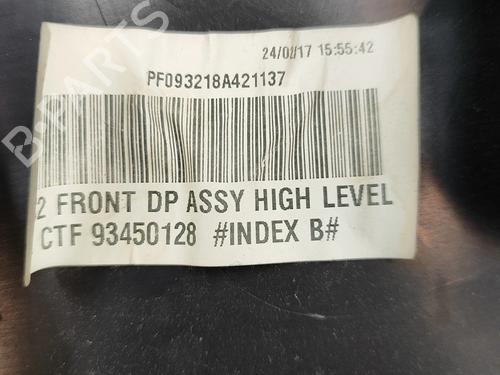 24/02/17 15:55:42
PF093218A421137
2 FRONT DP ASSY HIGH LEVEL
CTF 93450128 #INDEX B#
B-PARTS